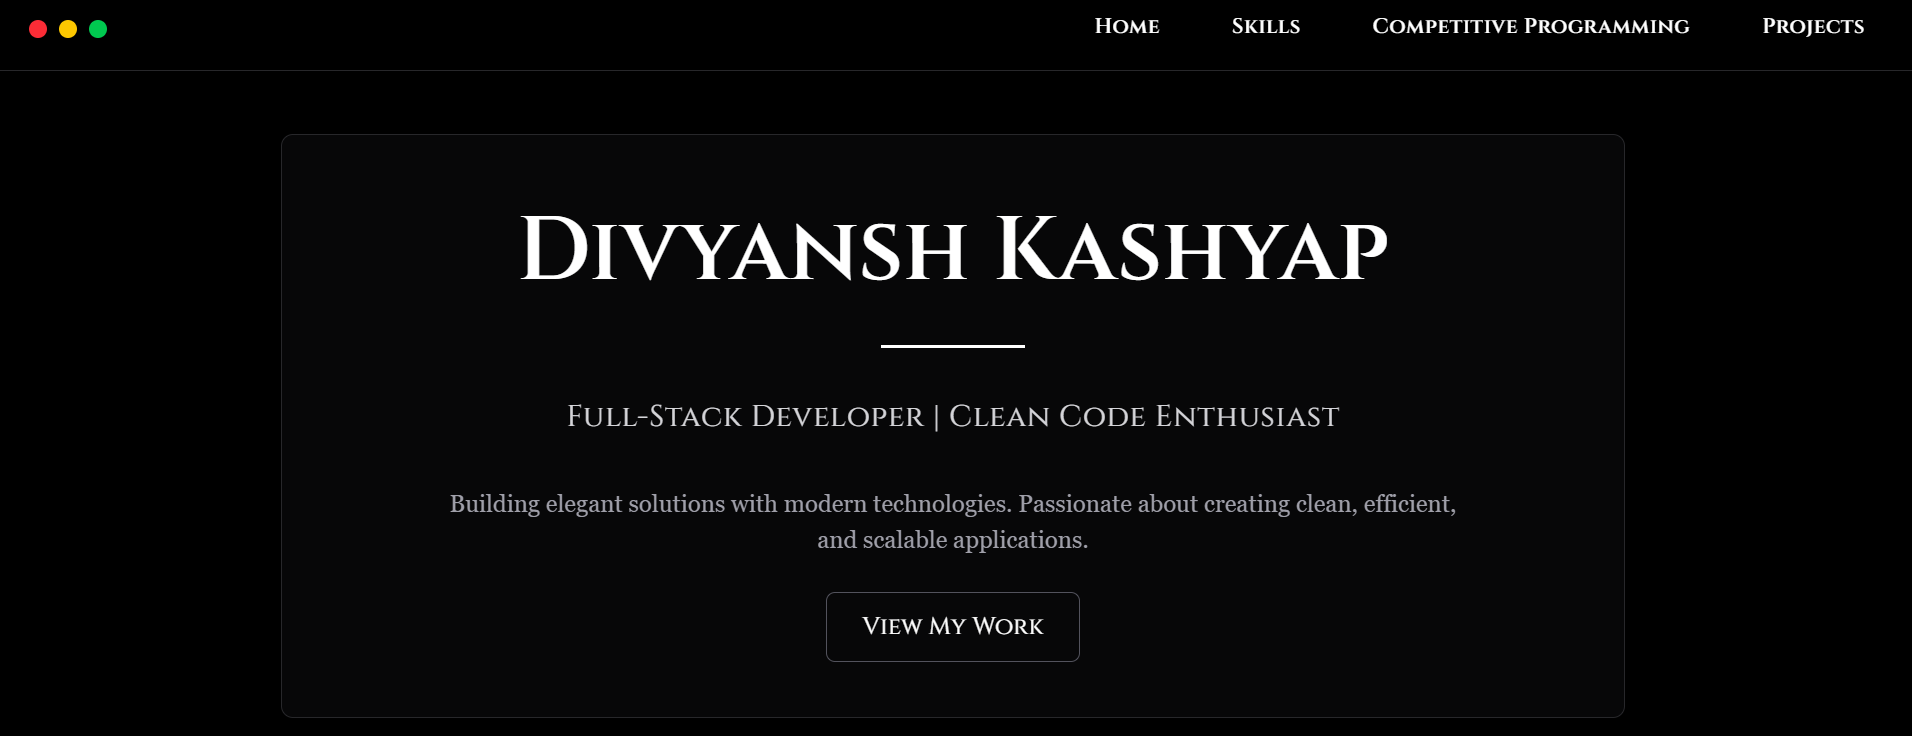 Home Skills Competitive Programming Projects
Divyansh Kashyap
Full-Stack Developer | Clean Code Enthusiast
Building elegant solutions with modern technologies. Passionate about creating clean, efficient,
and scalable applications.
View My Work